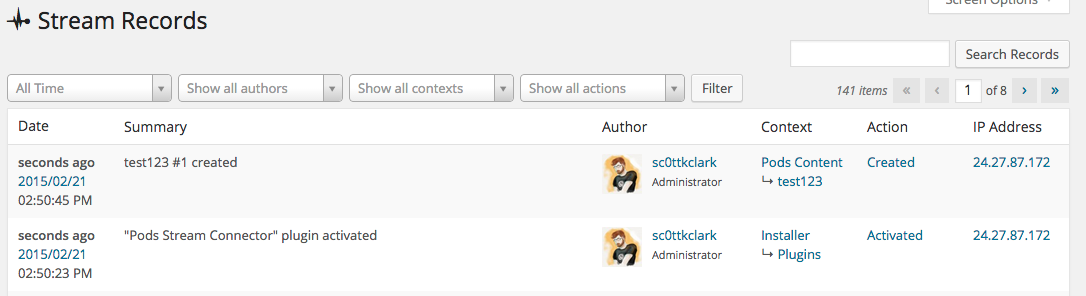 Screen Options
Stream Records
Search Records
All Time Show all authors Show all contexts Show all actions Filter 141 items « ‹ 1 of 8 › »
Date Summary Author Context Action IP Address
seconds ago test123 #1 created sc0ttkclark Pods Content Created 24.27.87.172
2015/02/21 Administrator ↳ test123
02:50:45 PM
seconds ago "Pods Stream Connector" plugin activated sc0ttkclark Installer Activated 24.27.87.172
2015/02/21 Administrator ↳ Plugins
02:50:23 PM